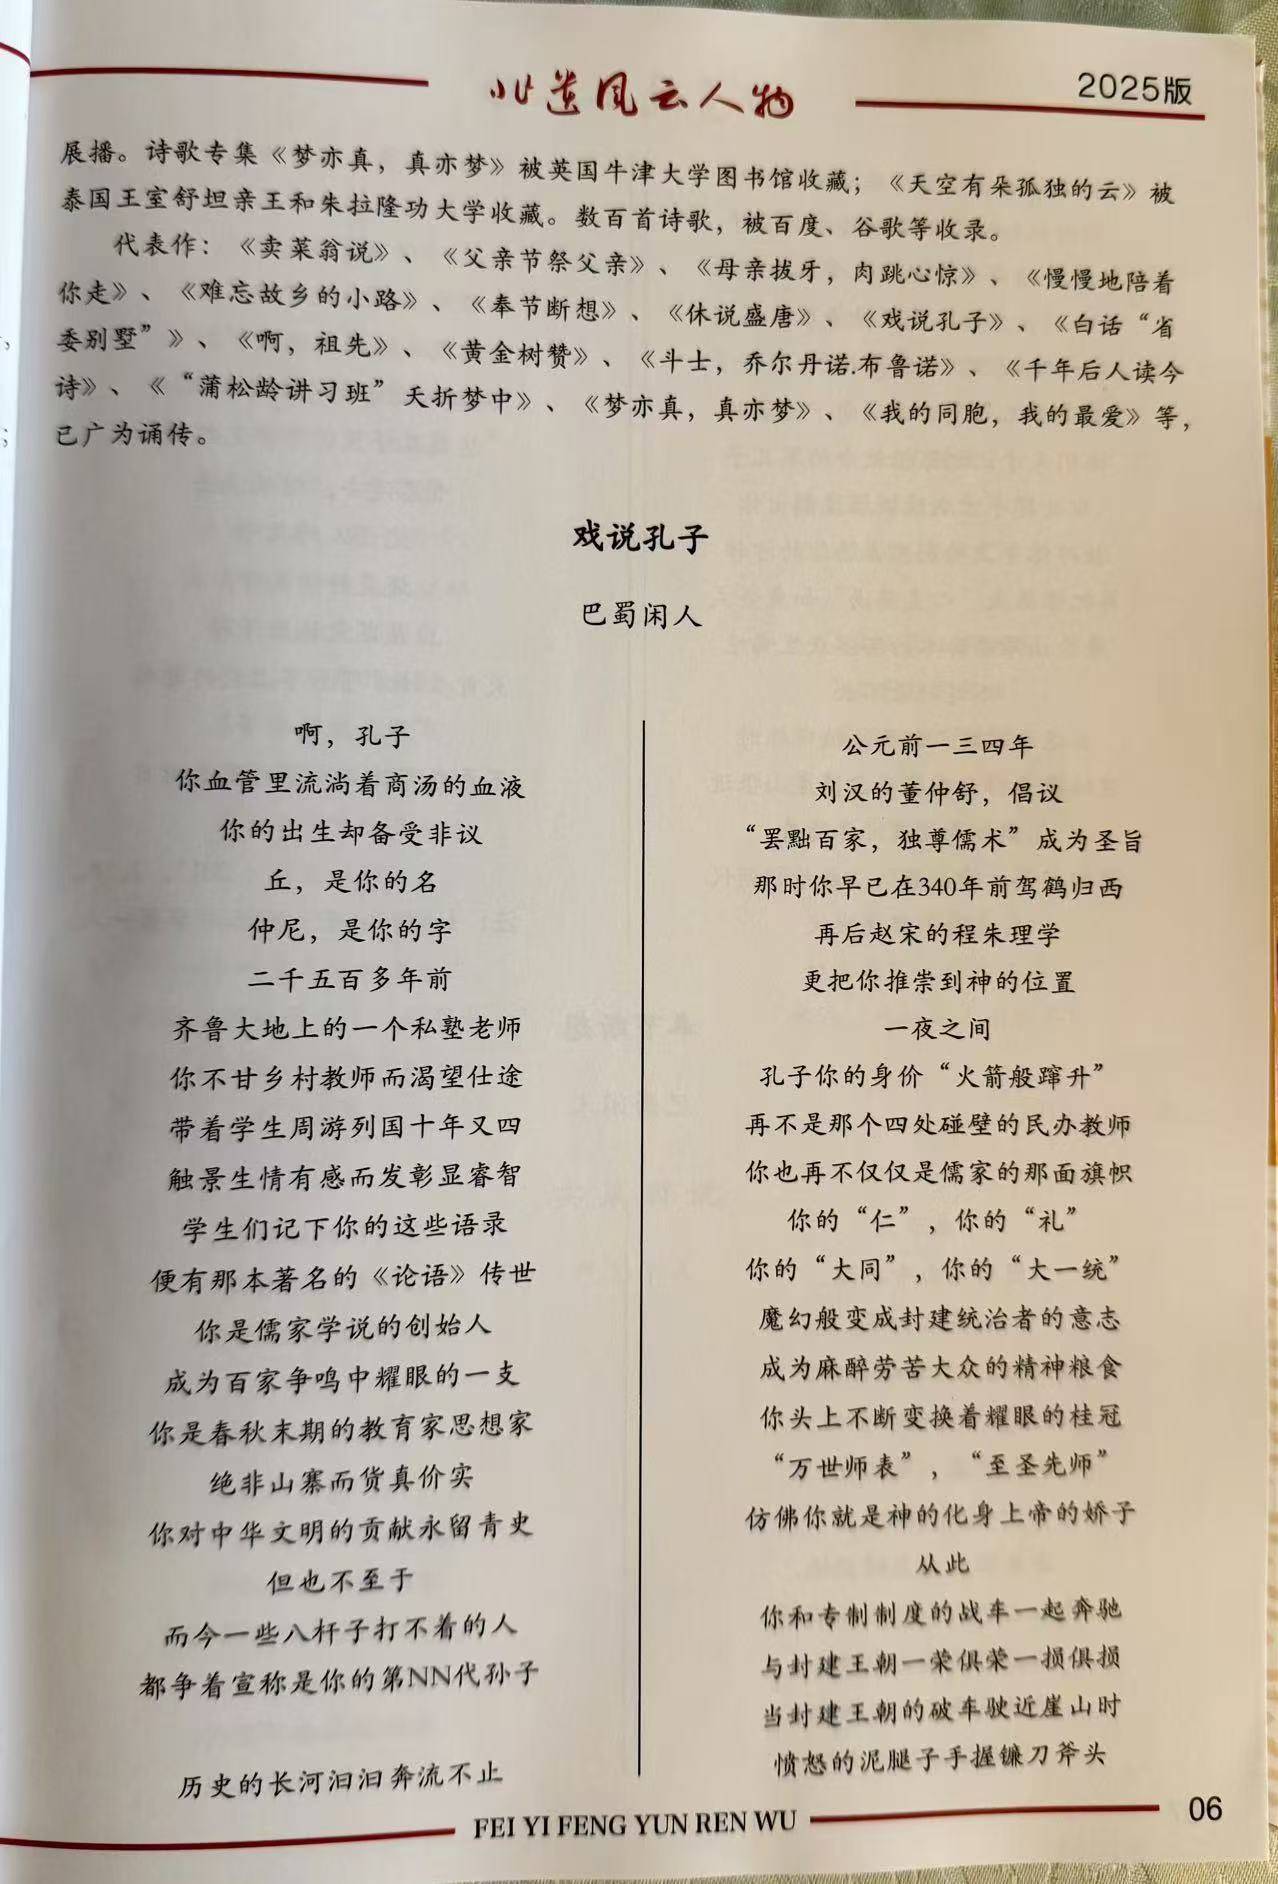 非遗风云人物
2025版
展播。诗歌专集《梦亦真，真亦梦》被英国牛津大学图书馆收藏；《天空有朵孤独的云》被
泰国王室舒坦亲王和朱拉隆功大学收藏。数百首诗歌，被百度、谷歌等收录。
代表作：《卖菜翁说》、《父亲节祭父亲》、《母亲拔牙，肉跳心惊》、《慢慢地陪着
你走》、《难忘故乡的小路》、《奉节断想》、《休说盛唐》、《戏说孔子》、《白话“省
委别墅”》、《啊，祖先》、《黄金树赞》、《斗士，乔尔丹诺.布鲁诺》、《千年后人读今
诗》、《“蒲松龄讲习班”夭折梦中》、《梦亦真，真亦梦》、《我的同胞，我的最爱》等，
已广为诵传。
戏说孔子
巴蜀闲人
啊，孔子
你血管里流淌着商汤的血液
你的出生却备受非议
丘，是你的名
仲尼，是你的字
二千五百多年前
齐鲁大地上的一个私塾老师
你不甘乡村教师而渴望仕途
带着学生周游列国十年又四
触景生情有感而发彰显睿智
学生们记下你的这些语录
便有那本著名的《论语》传世
你是儒家学说的创始人
成为百家争鸣中耀眼的一支
你是春秋末期的教育家思想家
绝非山寨而货真价实
你对中华文明的贡献永留青史
但也不至于
而今一些八杆子打不着的人
都争着宣称是你的第NN代孙子
历史的长河汩汩奔流不止
公元前一三四年
刘汉的董仲舒，倡议
“罢黜百家，独尊儒术”成为圣旨
那时你早已在340年前驾鹤归西
再后赵宋的程朱理学
更把你推崇到神的位置
一夜之间
孔子你的身价“火箭般蹿升”
再不是那个四处碰壁的民办教师
你也再不仅仅是儒家的那面旗帜
你的“仁”，你的“礼”
你的“大同”，你的“大一统”
魔幻般变成封建统治者的意志
成为麻醉劳苦大众的精神粮食
你头上不断变换着耀眼的桂冠
“万世师表”，“至圣先师”
仿佛你就是神的化身上帝的娇子
从此
你和专制制度的战车一起奔驰
与封建王朝一荣俱荣一损俱损
当封建王朝的破车驶近崖山时
愤怒的泥腿子手握镰刀斧头
FEI YI FENG YUN REN WU
06